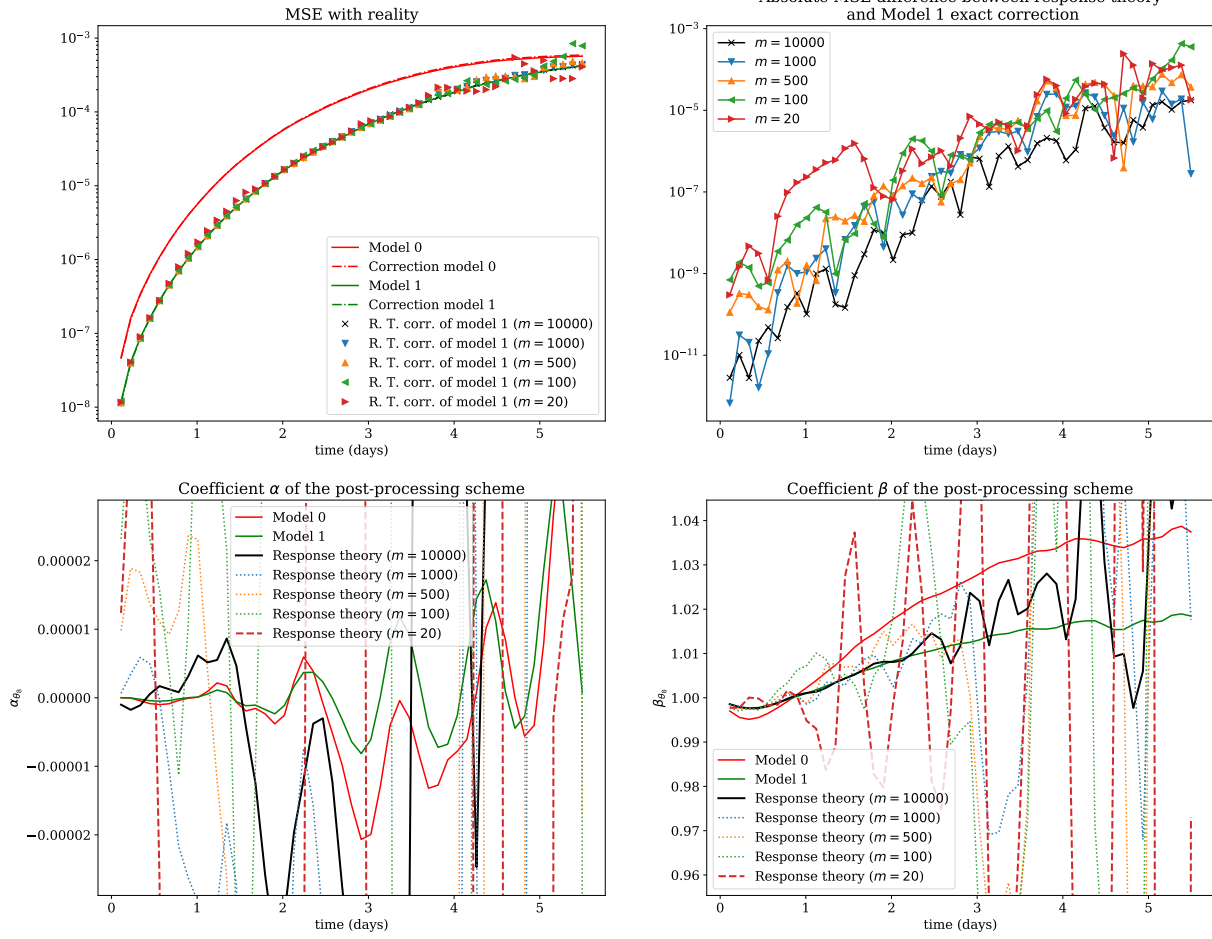 MSE with reality
10⁻³
10⁻⁴
10⁻⁵
10⁻⁶
10⁻⁷
10⁻⁸
Model 0
Correction model 0
Model 1
Correction model 1
R. T. corr. of model 1 (m = 10000)
R. T. corr. of model 1 (m = 1000)
R. T. corr. of model 1 (m = 500)
R. T. corr. of model 1 (m = 100)
R. T. corr. of model 1 (m = 20)
0 1 2 3 4 5
time (days)
Absolute MSE difference between response theory
and Model 1 exact correction
10⁻³
10⁻⁵
10⁻⁷
10⁻⁹
10⁻¹¹
m = 10000
m = 1000
m = 500
m = 100
m = 20
0 1 2 3 4 5
time (days)
Coefficient α of the post-processing scheme
0.00002
0.00001
0.00000
−0.00001
−0.00002
α_θ₈
Model 0
Model 1
Response theory (m = 10000)
Response theory (m = 1000)
Response theory (m = 500)
Response theory (m = 100)
Response theory (m = 20)
0 1 2 3 4 5
time (days)
Coefficient β of the post-processing scheme
1.04
1.03
1.02
1.01
1.00
0.99
0.98
0.97
0.96
β_θ₈
Model 0
Model 1
Response theory (m = 10000)
Response theory (m = 1000)
Response theory (m = 500)
Response theory (m = 100)
Response theory (m = 20)
0 1 2 3 4 5
time (days)